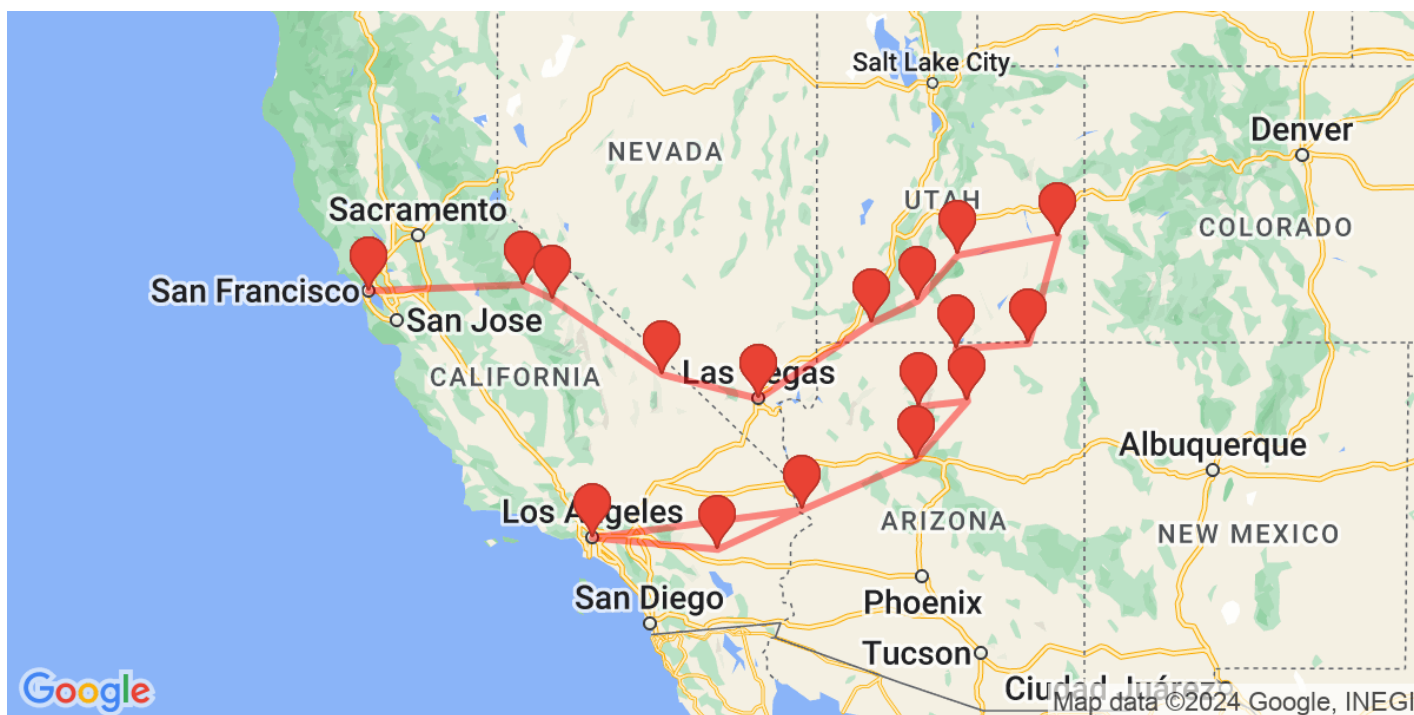 Salt Lake City
Denver
NEVADA
UTAH
Sacramento
COLORADO
San Francisco
San Jose
CALIFORNIA
Las Vegas
Albuquerque
Los Angeles
ARIZONA
NEW MEXICO
San Diego
Phoenix
Tucson
Ciudad Juárez
Google
Map data ©2024 Google, INEGI